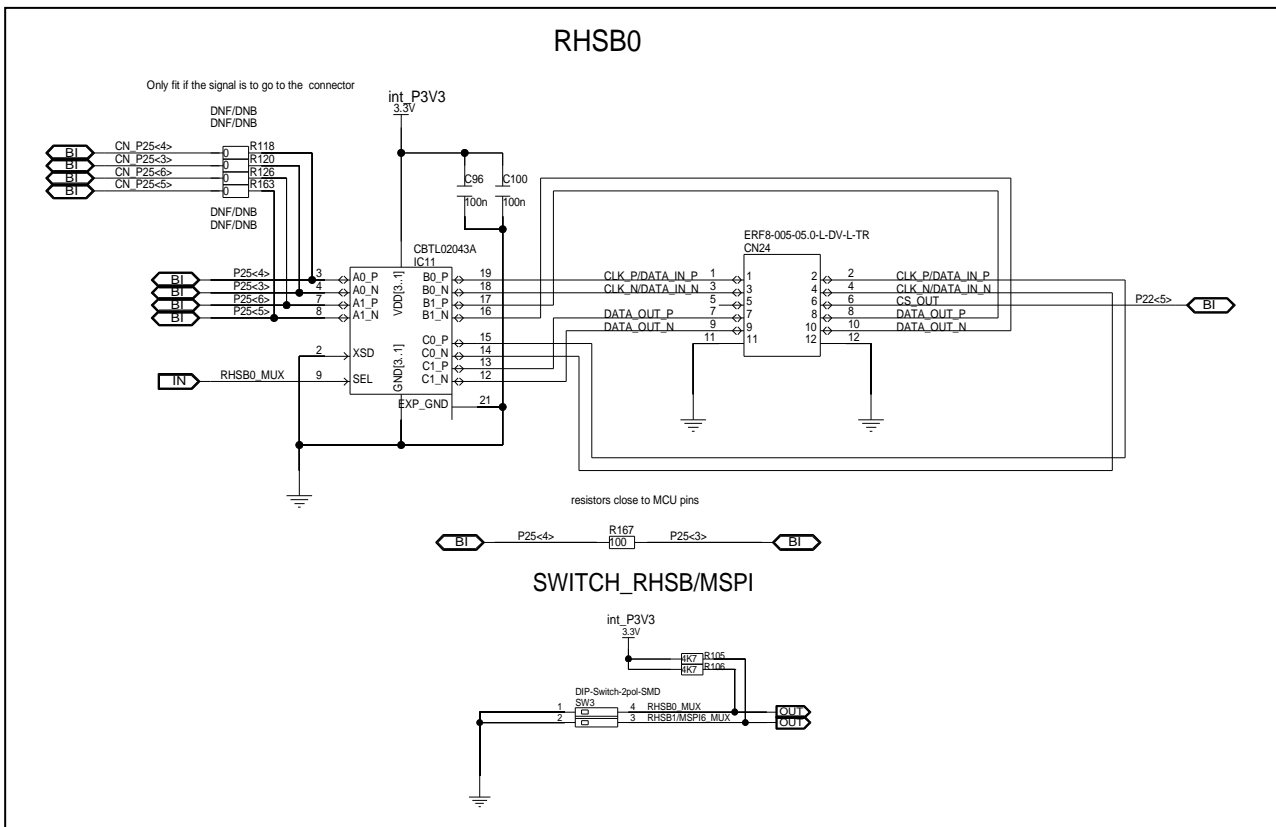 RHSB0
Only fit if the signal is to go to the connector
DNF/DNB
DNF/DNB
int_P3V3
3.3V
BI CN_P25<4> 0 R118
BI CN_P25<3> 0 R120
BI CN_P25<6> 0 R126
BI CN_P25<5> 0 R163
DNF/DNB
DNF/DNB
C96 C100
100n 100n
CBTL02043A
IC11
ERF8-005-05.0-L-DV-L-TR
CN24
BI P25<4> 3 A0_P B0_P 19 CLK_P/DATA_IN_P 1 1 2 2 CLK_P/DATA_IN_P
BI P25<3> 4 A0_N B0_N 18 CLK_N/DATA_IN_N 3 3 4 4 CLK_N/DATA_IN_N
BI P25<6> 7 A1_P B1_P 17 5 5 6 6 CS_OUT P22<5> BI
BI P25<5> 8 A1_N B1_N 16 DATA_OUT_P 7 7 8 8 DATA_OUT_P
VDD[3..1]
C0_P 15 DATA_OUT_N 9 9 10 10 DATA_OUT_N
2 XSD C0_N 14 11 11 12 12
C1_P 13
IN RHSB0_MUX 9 SEL C1_N 12
GND[3..1]
EXP_GND 21
resistors close to MCU pins
BI P25<4> R167 P25<3> BI
100
SWITCH_RHSB/MSPI
int_P3V3
3.3V
4K7 R105
4K7 R106
DIP-Switch-2pol-SMD
SW3
1 4 RHSB0_MUX OUT
2 3 RHSB1/MSPI6_MUX OUT